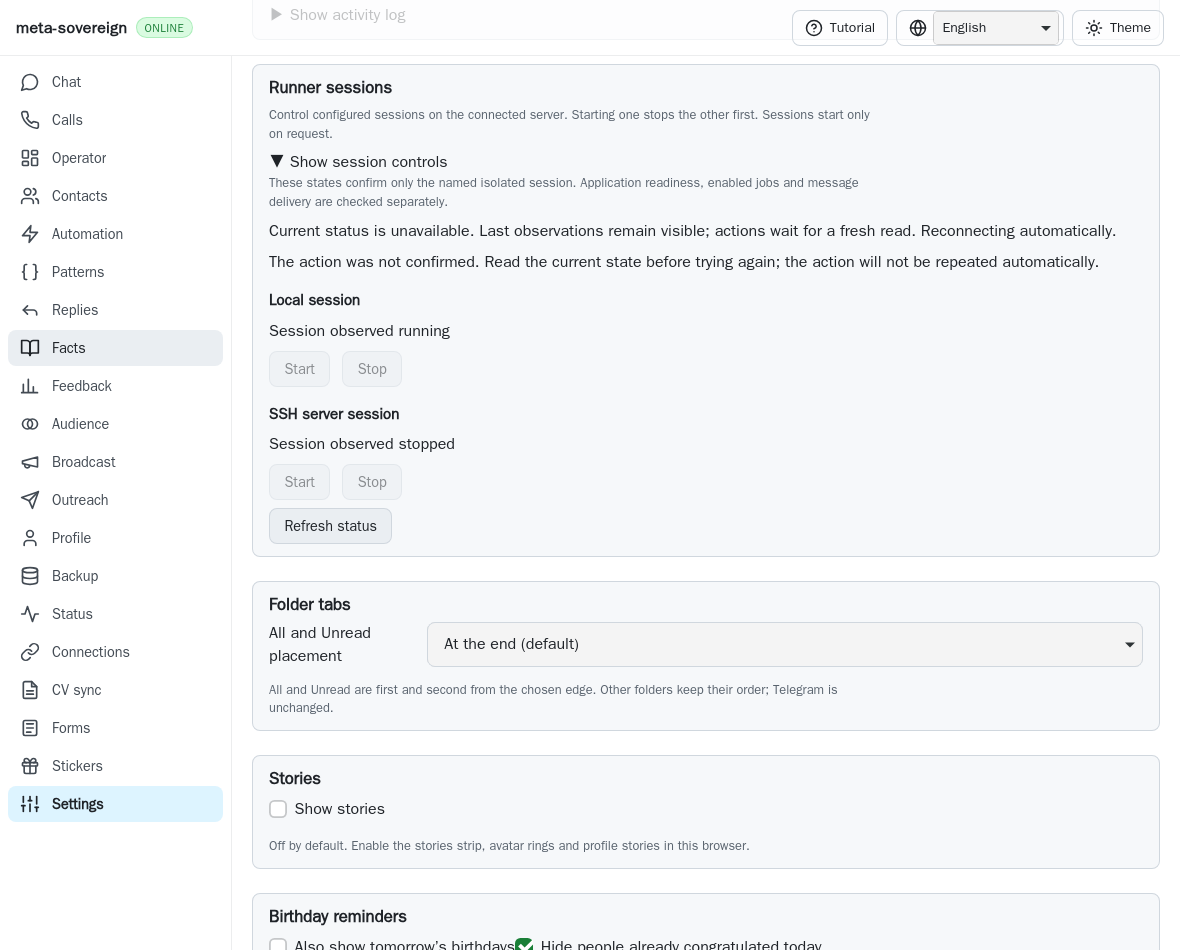 meta-sovereign
ONLINE
Show activity log
Tutorial
English
Theme
Chat
Calls
Operator
Contacts
Automation
Patterns
Replies
Facts
Feedback
Audience
Broadcast
Outreach
Profile
Backup
Status
Connections
CV sync
Forms
Stickers
Settings
Runner sessions
Control configured sessions on the connected server. Starting one stops the other first. Sessions start only
on request.
Show session controls
These states confirm only the named isolated session. Application readiness, enabled jobs and message
delivery are checked separately.
Current status is unavailable. Last observations remain visible; actions wait for a fresh read. Reconnecting automatically.
The action was not confirmed. Read the current state before trying again; the action will not be repeated automatically.
Local session
Session observed running
Start
Stop
SSH server session
Session observed stopped
Start
Stop
Refresh status
Folder tabs
All and Unread
placement
At the end (default)
All and Unread are first and second from the chosen edge. Other folders keep their order; Telegram is
unchanged.
Stories
Show stories
Off by default. Enable the stories strip, avatar rings and profile stories in this browser.
Birthday reminders
Also show tomorrow's birthdays
Hide people already congratulated today